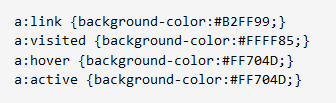 a:link {background-color:#B2FF99;}
a:visited {background-color:#FFFF85;}
a:hover {background-color:#FF704D;}
a:active {background-color:#FF704D;}